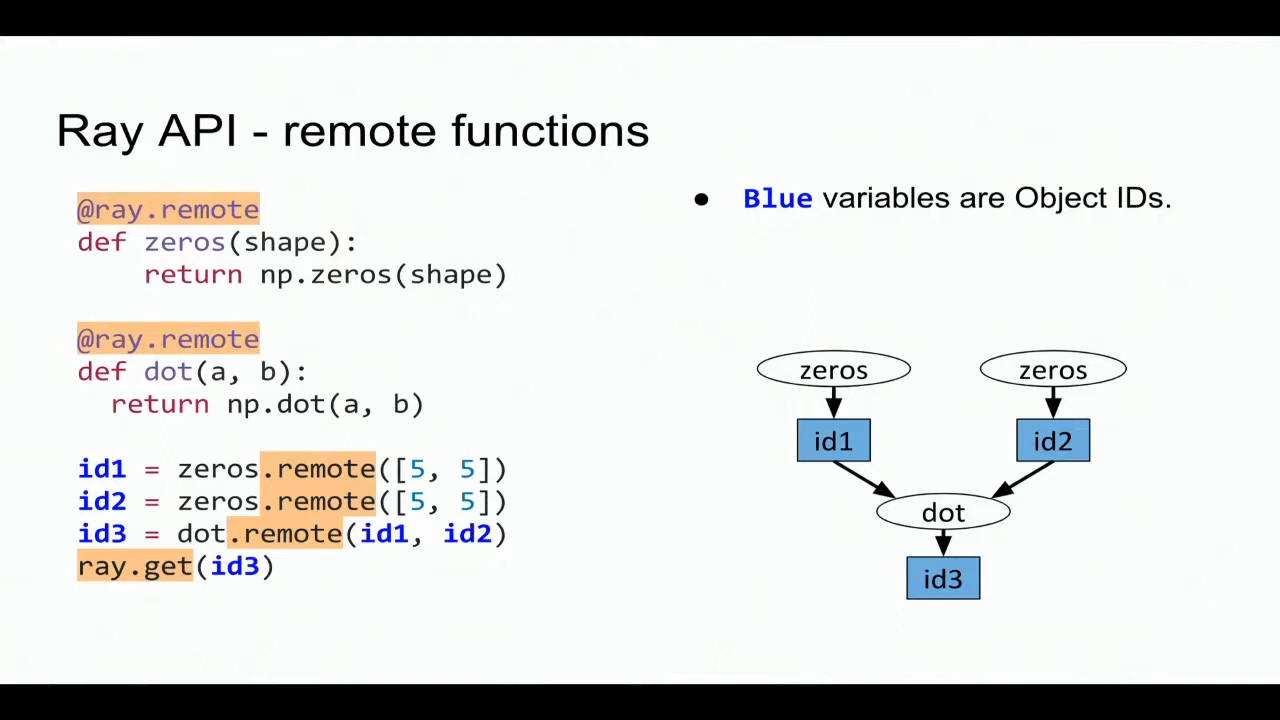 Ray API - remote functions
@ray.remote
def zeros(shape):
    return np.zeros(shape)
@ray.remote
def dot(a, b):
  return np.dot(a, b)
id1 = zeros.remote([5, 5])
id2 = zeros.remote([5, 5])
id3 = dot.remote(id1, id2)
ray.get(id3)
● Blue variables are Object IDs.
zeros zeros
id1 id2
dot
id3